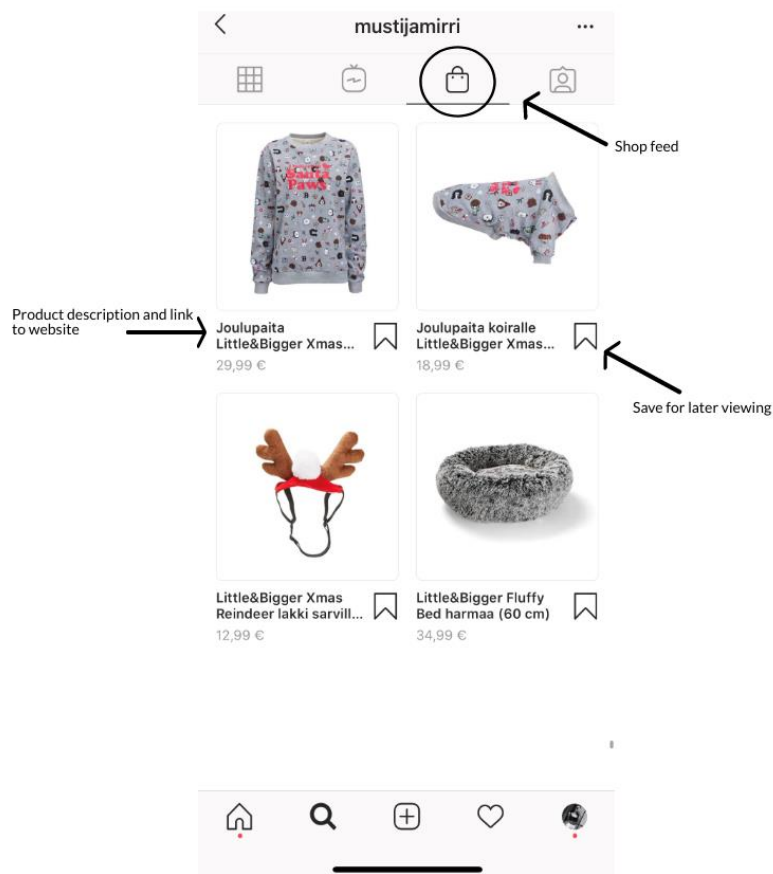 mustijamirri
Shop feed
Santa
Paws
Product description and link
to website
Joulupaita
Little&Bigger Xmas...
29,99 €
Joulupaita koiralle
Little&Bigger Xmas...
18,99 €
Save for later viewing
Little&Bigger Xmas
Reindeer lakki sarvill...
12,99 €
Little&Bigger Fluffy
Bed harmaa (60 cm)
34,99 €